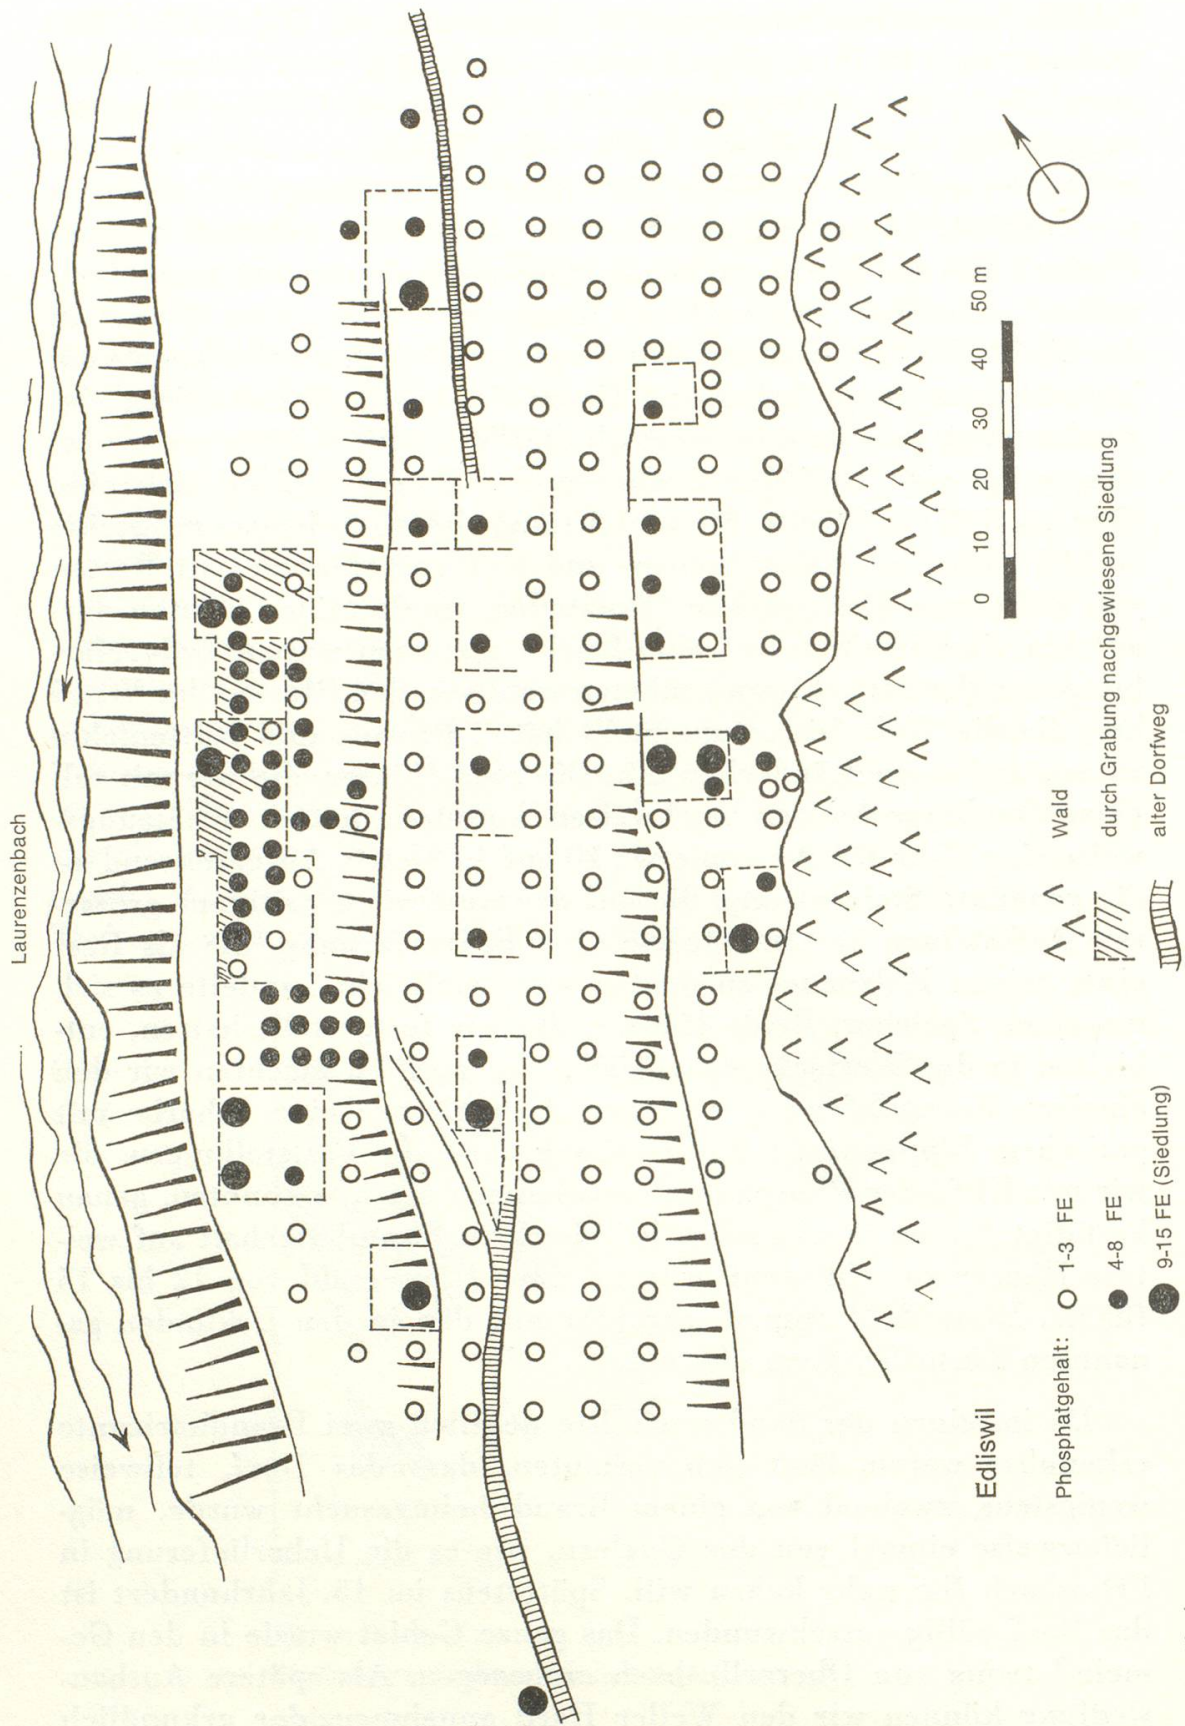 Laurenzenbach
Ediswil
Phosphatgehalt:
1-3 FE
4-8 FE
9-15 FE (Siedlung)
Wald
durch Grabung nachgewiesene Siedlung
alter Dorfweg
0 10 20 30 40 50 m